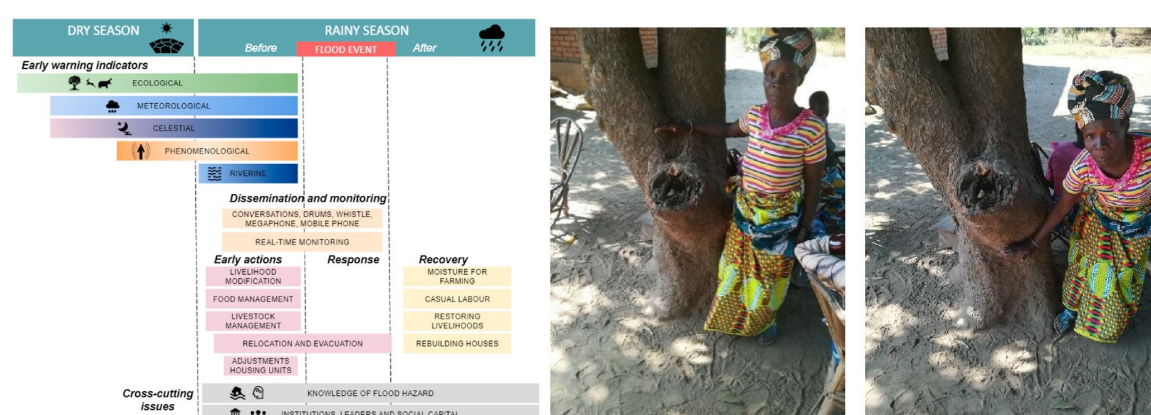 DRY SEASON
RAINY SEASON
Before
FLOOD EVENT
After
Early warning indicators
ECOLOGICAL
METEOROLOGICAL
CELESTIAL
PHENOMENOLOGICAL
RIVERINE
Dissemination and monitoring
CONVERSATIONS, DRUMS, WHISTLE,
MEGAPHONE, MOBILE PHONE
REAL-TIME MONITORING
Early actions
Response
Recovery
LIVELIHOOD
MODIFICATION
MOISTURE FOR
FARMING
FOOD MANAGEMENT
CASUAL LABOUR
LIVESTOCK
MANAGEMENT
RESTORING
LIVELIHOODS
RELOCATION AND EVACUATION
REBUILDING HOUSES
ADJUSTMENTS
HOUSING UNITS
Cross-cutting
issues
KNOWLEDGE OF FLOOD HAZARD
INSTITUTIONS, LEADERS AND SOCIAL CAPITAL